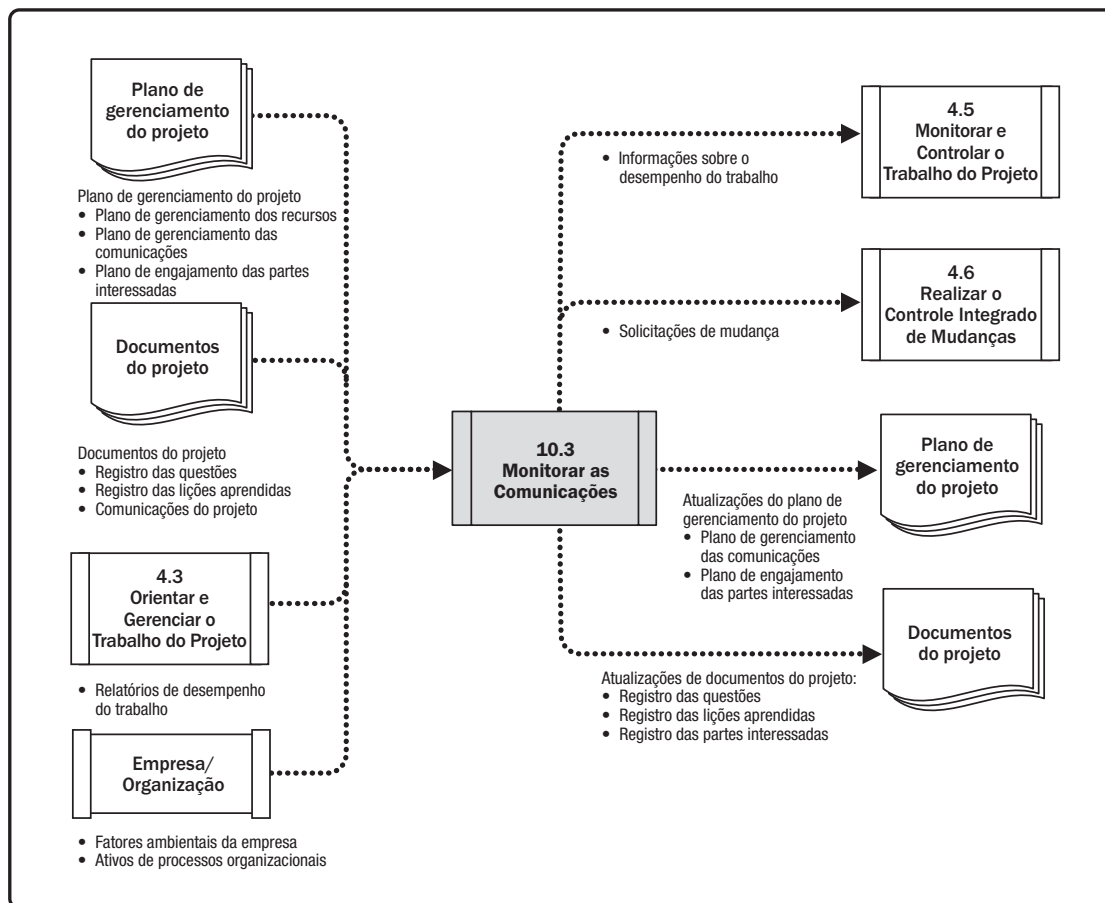 Plano de
gerenciamento
do projeto
Plano de gerenciamento do projeto
• Plano de gerenciamento dos recursos
• Plano de gerenciamento das
comunicações
• Plano de engajamento das partes
interessadas
Documentos
do projeto
Documentos do projeto
• Registro das questões
• Registro das lições aprendidas
• Comunicações do projeto
4.3
Orientar e
Gerenciar o
Trabalho do Projeto
• Relatórios de desempenho
do trabalho
Empresa/
Organização
• Fatores ambientais da empresa
• Ativos de processos organizacionais
10.3
Monitorar as
Comunicações
• Informações sobre o
desempenho do trabalho
4.5
Monitorar e
Controlar o
Trabalho do Projeto
• Solicitações de mudança
4.6
Realizar o
Controle Integrado
de Mudanças
Atualizações do plano de
gerenciamento do projeto
• Plano de gerenciamento
das comunicações
• Plano de engajamento
das partes interessadas
Plano de
gerenciamento
do projeto
Atualizações de documentos do projeto:
• Registro das questões
• Registro das lições aprendidas
• Registro das partes interessadas
Documentos
do projeto